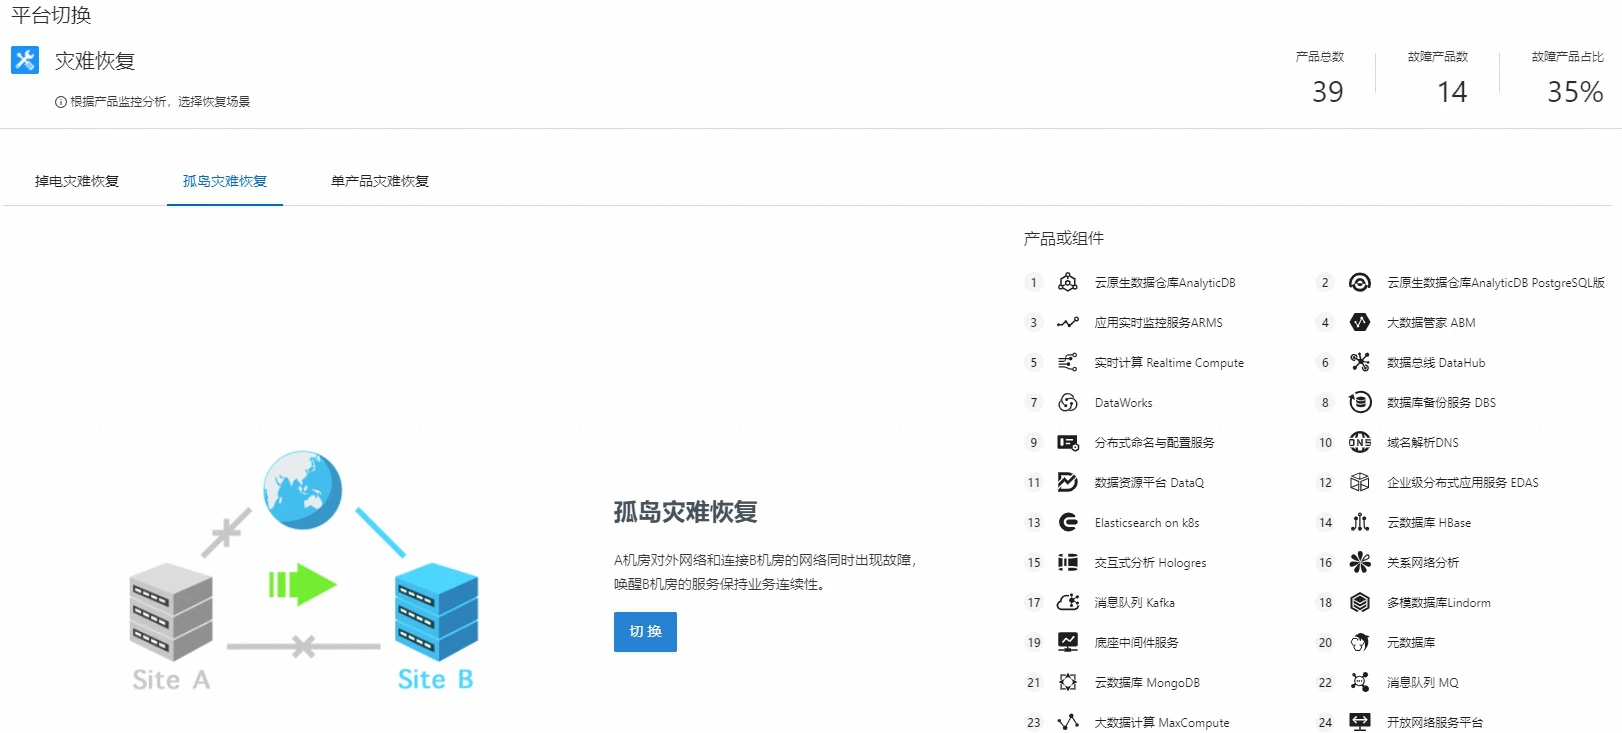 平台切换
灾难恢复
根据产品监控分析，选择恢复场景
产品总数
39
故障产品数
14
故障产品占比
35%
掉电灾难恢复
孤岛灾难恢复
单产品灾难恢复
Site A
Site B
孤岛灾难恢复
A机房对外网络和连接B机房的网络同时出现故障，
唤醒B机房的服务保持业务连续性。
切换
产品或组件
1 云原生数据仓库AnalyticDB
2 云原生数据仓库AnalyticDB PostgreSQL版
3 应用实时监控服务ARMS
4 大数据管家 ABM
5 实时计算 Realtime Compute
6 数据总线 DataHub
7 DataWorks
8 数据库备份服务 DBS
9 分布式命名与配置服务
10 DNS 域名解析DNS
11 数据资源平台 DataQ
12 企业级分布式应用服务 EDAS
13 Elasticsearch on k8s
14 云数据库 HBase
15 交互式分析 Hologres
16 关系网络分析
17 消息队列 Kafka
18 多模数据库Lindorm
19 底座中间件服务
20 元数据库
21 云数据库 MongoDB
22 消息队列 MQ
23 大数据计算 MaxCompute
24 开放网络服务平台